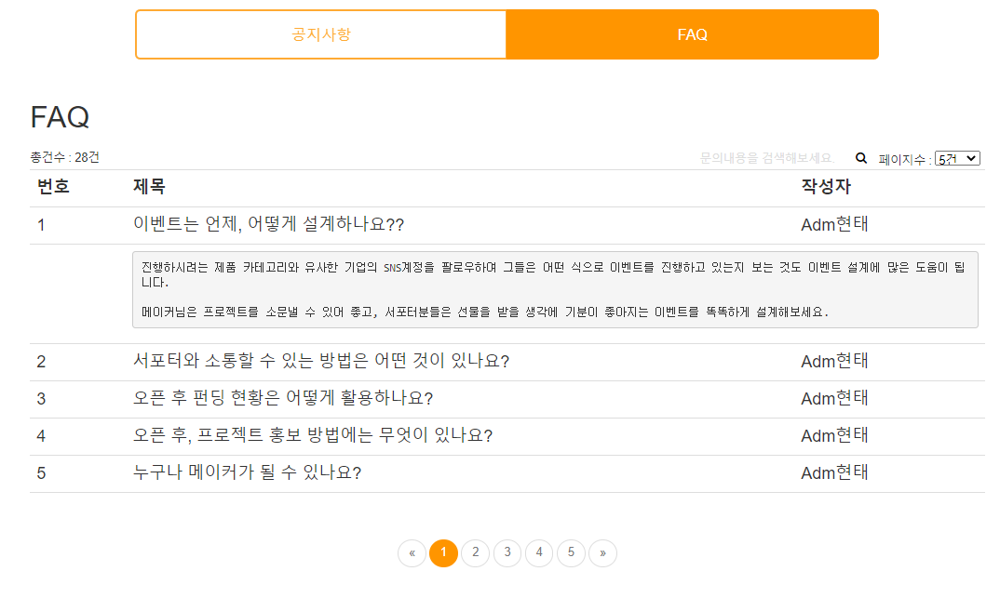 공지사항 FAQ
FAQ
총건수 : 28건 문의내용을 검색해보세요. 페이지수 : 5건
번호 제목 작성자
1 이벤트는 언제, 어떻게 설계하나요?? Adm현태
진행하시려는 제품 카테고리와 유사한 기업의 SNS계정을 팔로우하여 그들은 어떤 식으로 이벤트를 진행하고 있는지 보는 것도 이벤트 설계에 많은 도움이 됩
니다.
메이커님은 프로젝트를 소문낼 수 있어 좋고, 서포터분들은 선물을 받을 생각에 기분이 좋아지는 이벤트를 똑똑하게 설계해보세요.
2 서포터와 소통할 수 있는 방법은 어떤 것이 있나요? Adm현태
3 오픈 후 펀딩 현황은 어떻게 활용하나요? Adm현태
4 오픈 후, 프로젝트 홍보 방법에는 무엇이 있나요? Adm현태
5 누구나 메이커가 될 수 있나요? Adm현태
« 1 2 3 4 5 »